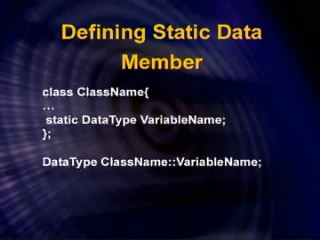 Defining Static Data
Member
class ClassName{
…
static DataType VariableName;
};
DataType ClassName::VariableName;